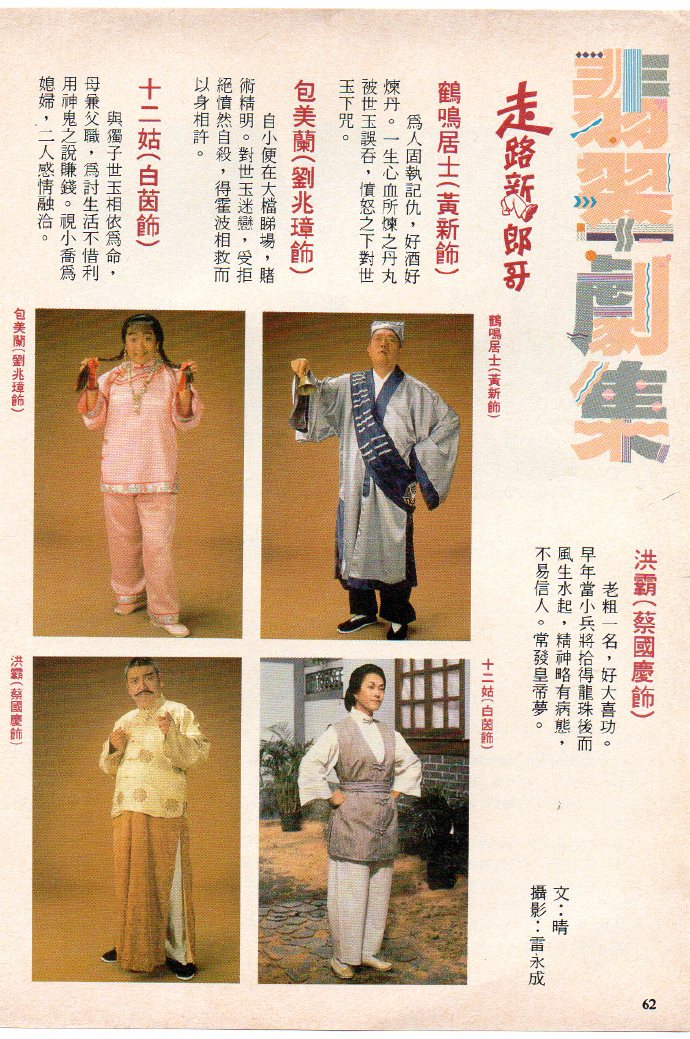 翡翠劇集
走路新郎哥
鶴鳴居士(黃新飾)
爲人固執記仇，好酒好
煉丹。一生心血所煉之丹丸
被世玉誤吞，憤怒之下對世
玉下咒。
包美蘭(劉兆璋飾)
自小便在大檔睇場，賭
術精明。對世玉迷戀，受拒
絕憤然自殺，得霍波相救而
以身相許。
十二姑(白茵飾)
與獨子世玉相依爲命，
母兼父職，爲討生活不惜利
用神鬼之說賺錢。視小喬爲
媳婦，二人感情融洽。
洪霸(蔡國慶飾)
老粗一名，好大喜功。
早年當小兵將拾得龍珠後而
風生水起，精神略有病態，
不易信人。常發皇帝夢。
鶴鳴居士(黃新飾)
包美蘭(劉兆璋飾)
十二姑(白茵飾)
洪霸(蔡國慶飾)
文：晴
攝影：雷永成
62